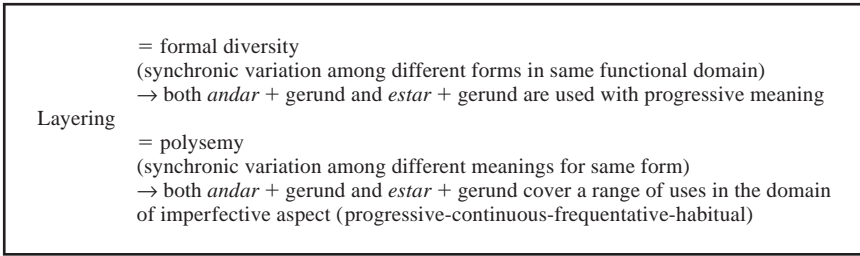 = formal diversity
(synchronic variation among different forms in same functional domain)
→ both andar + gerund and estar + gerund are used with progressive meaning
Layering
= polysemy
(synchronic variation among different meanings for same form)
→ both andar + gerund and estar + gerund cover a range of uses in the domain
of imperfective aspect (progressive-continuous-frequentative-habitual)